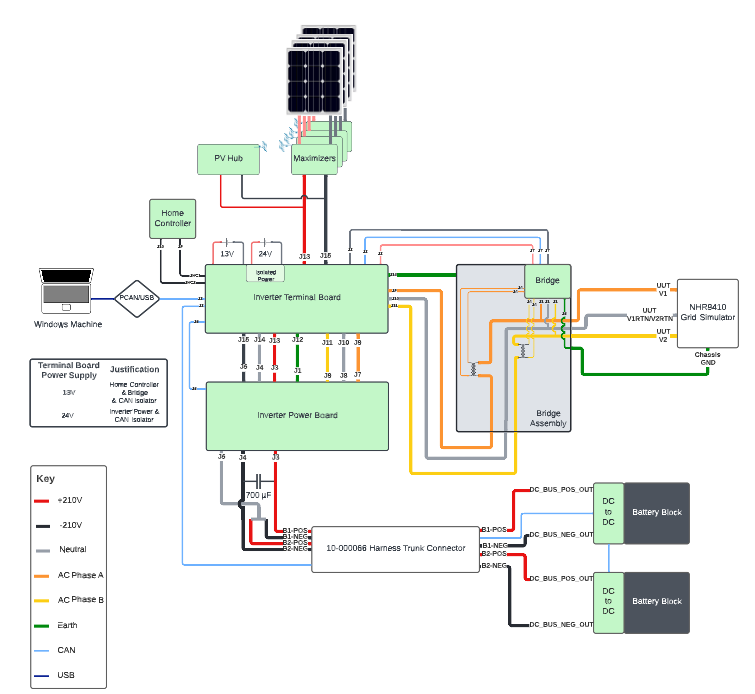 PV Hub
Maximizers
Home
Controller
13V
24V
J13
J15
Isolated
Power
Inverter Terminal Board
Bridge
PCAN/USB
Windows Machine
UUT
V1
UUT
V1RTN/V2RTN
UUT
V2
NHR9410
Grid Simulator
Chassis
GND
J15
J14
J13
J12
J11
J10
J9
J5
J4
J3
J1
J9
J8
J7
Terminal Board
Power Supply
Justification
13V
Home Controller
& Bridge
& CAN Isolator
24V
Inverter Power &
CAN Isolator
Inverter Power Board
Bridge
Assembly
J5
J4
J3
700 µF
Key
+210V
-210V
Neutral
AC Phase A
AC Phase B
Earth
CAN
USB
B1-POS
B1-NEG
B2-POS
B2-NEG
10-000066 Harness Trunk Connector
B1-POS
B1-NEG
B2-POS
B2-NEG
DC_BUS_POS_OUT
DC_BUS_NEG_OUT
DC
to
DC
Battery Block
DC_BUS_POS_OUT
DC_BUS_NEG_OUT
DC
to
DC
Battery Block